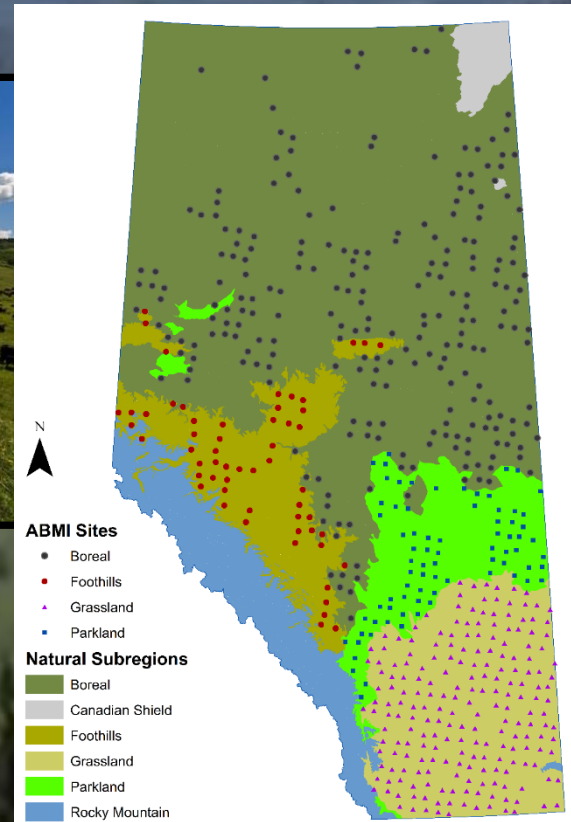 N
ABMI Sites
Boreal
Foothills
Grassland
Parkland
Natural Subregions
Boreal
Canadian Shield
Foothills
Grassland
Parkland
Rocky Mountain